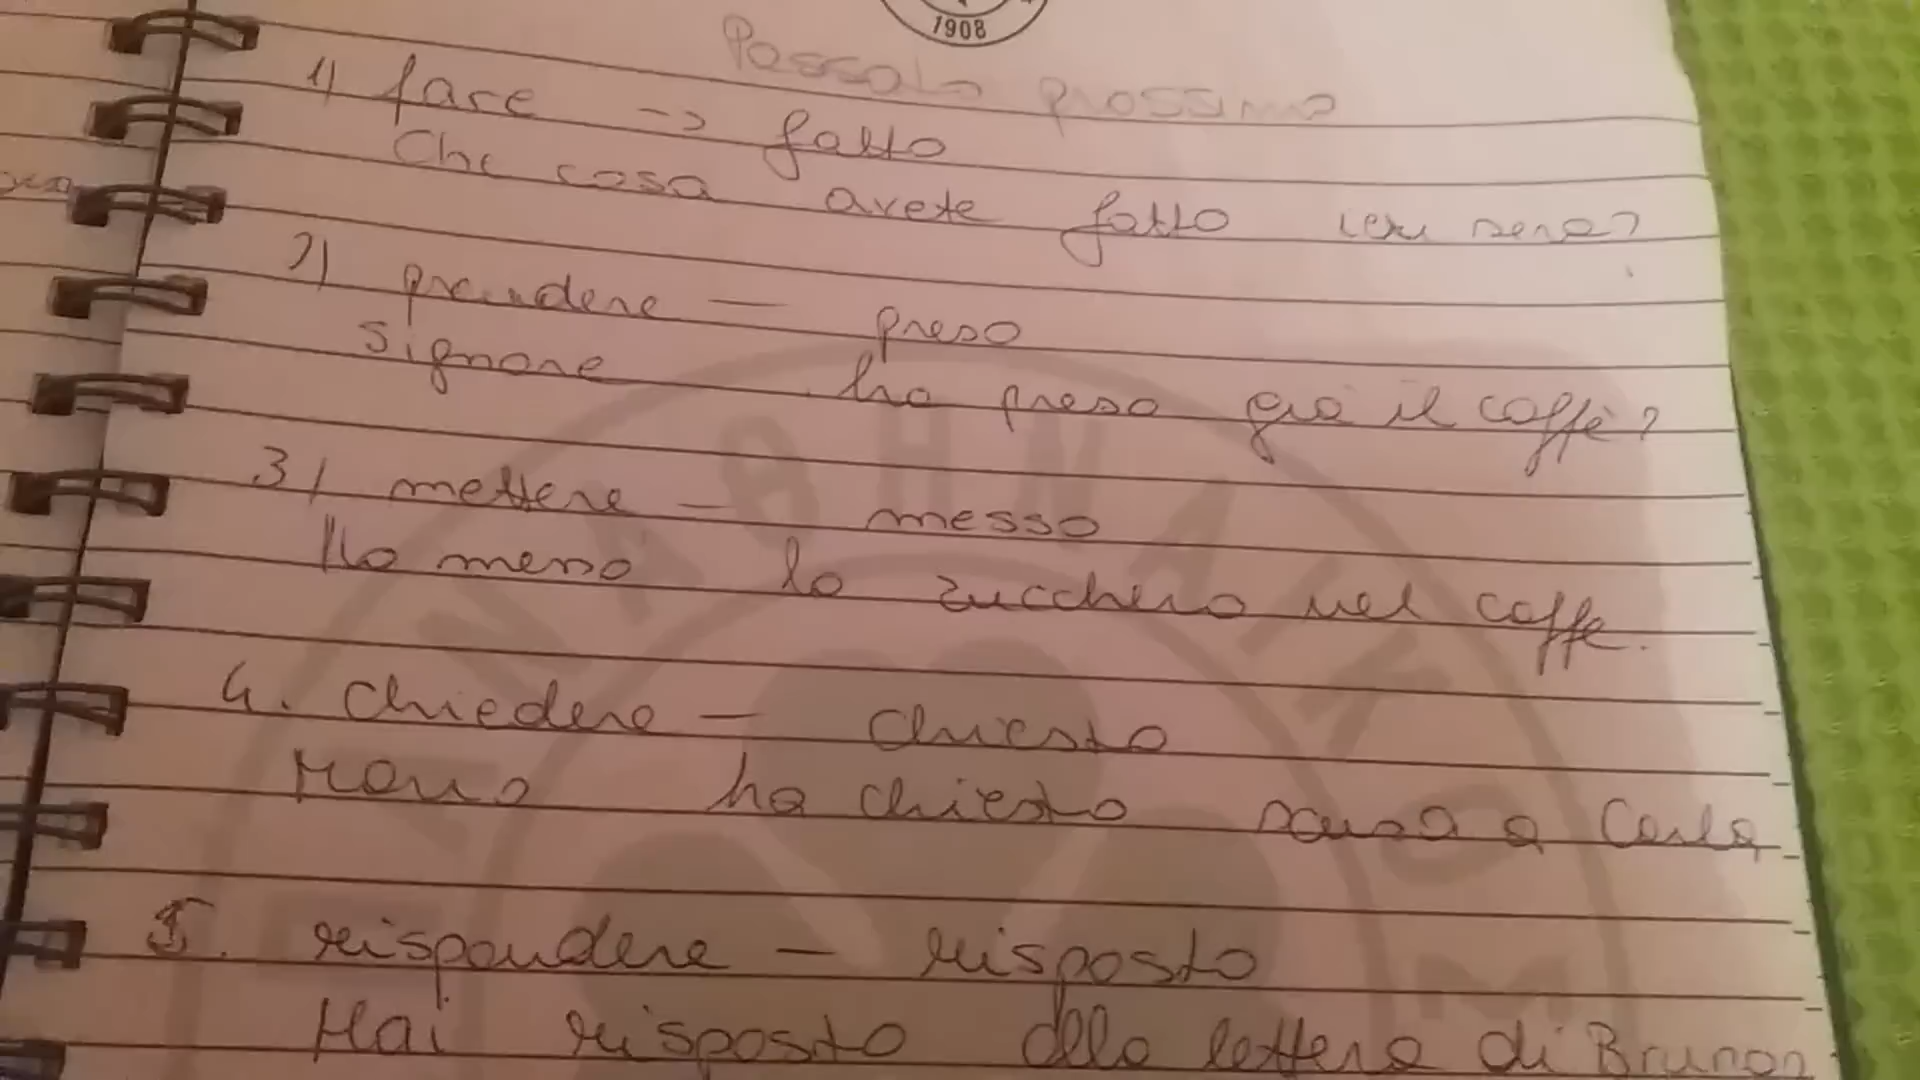 1908
Passato prossimo
1) fare -> fatto
Che cosa avete fatto ieri sera?
2) prendere — preso
Signore ha preso già il caffè?
3) mettere — messo
Ho messo lo zucchero nel caffe.
4. chiedere — chiesto
Mario ha chiesto scusa a Carla
5. rispondere — risposto
Hai risposto alla lettera di Bruno?